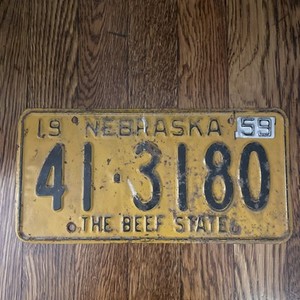 19 NEBRASKA 59
41·3180
THE BEEF STATE